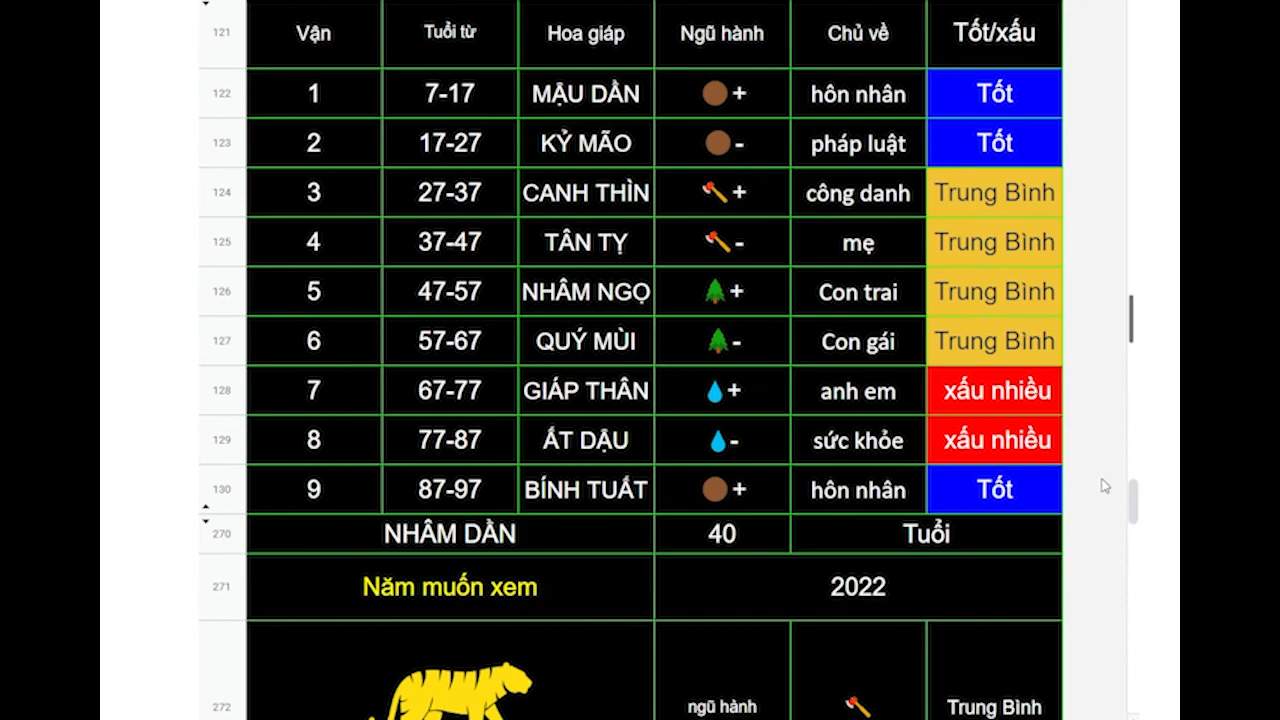 121 Vận Tuổi từ Hoa giáp Ngũ hành Chủ về Tốt/xấu
122 1 7-17 MẬU DẦN + hôn nhân Tốt
123 2 17-27 KỶ MÃO - pháp luật Tốt
124 3 27-37 CANH THÌN + công danh Trung Bình
125 4 37-47 TÂN TỴ - mẹ Trung Bình
126 5 47-57 NHÂM NGỌ + Con trai Trung Bình
127 6 57-67 QUÝ MÙI - Con gái Trung Bình
128 7 67-77 GIÁP THÂN + anh em xấu nhiều
129 8 77-87 ẤT DẬU - sức khỏe xấu nhiều
130 9 87-97 BÍNH TUẤT + hôn nhân Tốt
270 NHÂM DẦN 40 Tuổi
271 Năm muốn xem 2022
272 ngũ hành Trung Bình